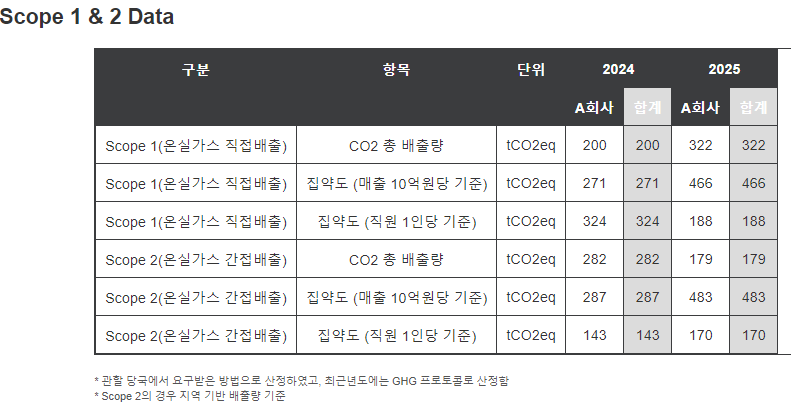 Scope 1 & 2 Data
구분 항목 단위 2024 2025
A회사 합계 A회사 합계
Scope 1(온실가스 직접배출) CO2 총 배출량 tCO2eq 200 200 322 322
Scope 1(온실가스 직접배출) 집약도 (매출 10억원당 기준) tCO2eq 271 271 466 466
Scope 1(온실가스 직접배출) 집약도 (직원 1인당 기준) tCO2eq 324 324 188 188
Scope 2(온실가스 간접배출) CO2 총 배출량 tCO2eq 282 282 179 179
Scope 2(온실가스 간접배출) 집약도 (매출 10억원당 기준) tCO2eq 287 287 483 483
Scope 2(온실가스 간접배출) 집약도 (직원 1인당 기준) tCO2eq 143 143 170 170
* 관할 당국에서 요구받은 방법으로 산정하였고, 최근년도에는 GHG 프로토콜로 산정함
* Scope 2의 경우 지역 기반 배출량 기준